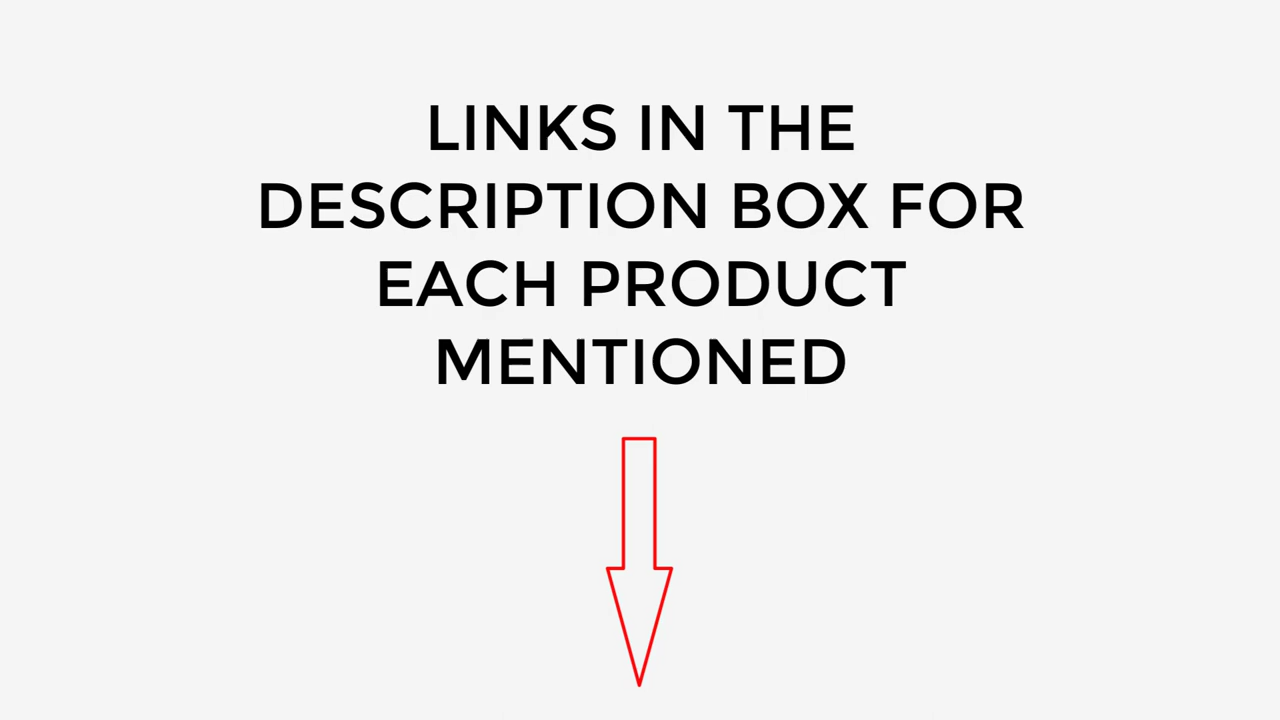 LINKS IN THE
DESCRIPTION BOX FOR
EACH PRODUCT
MENTIONED